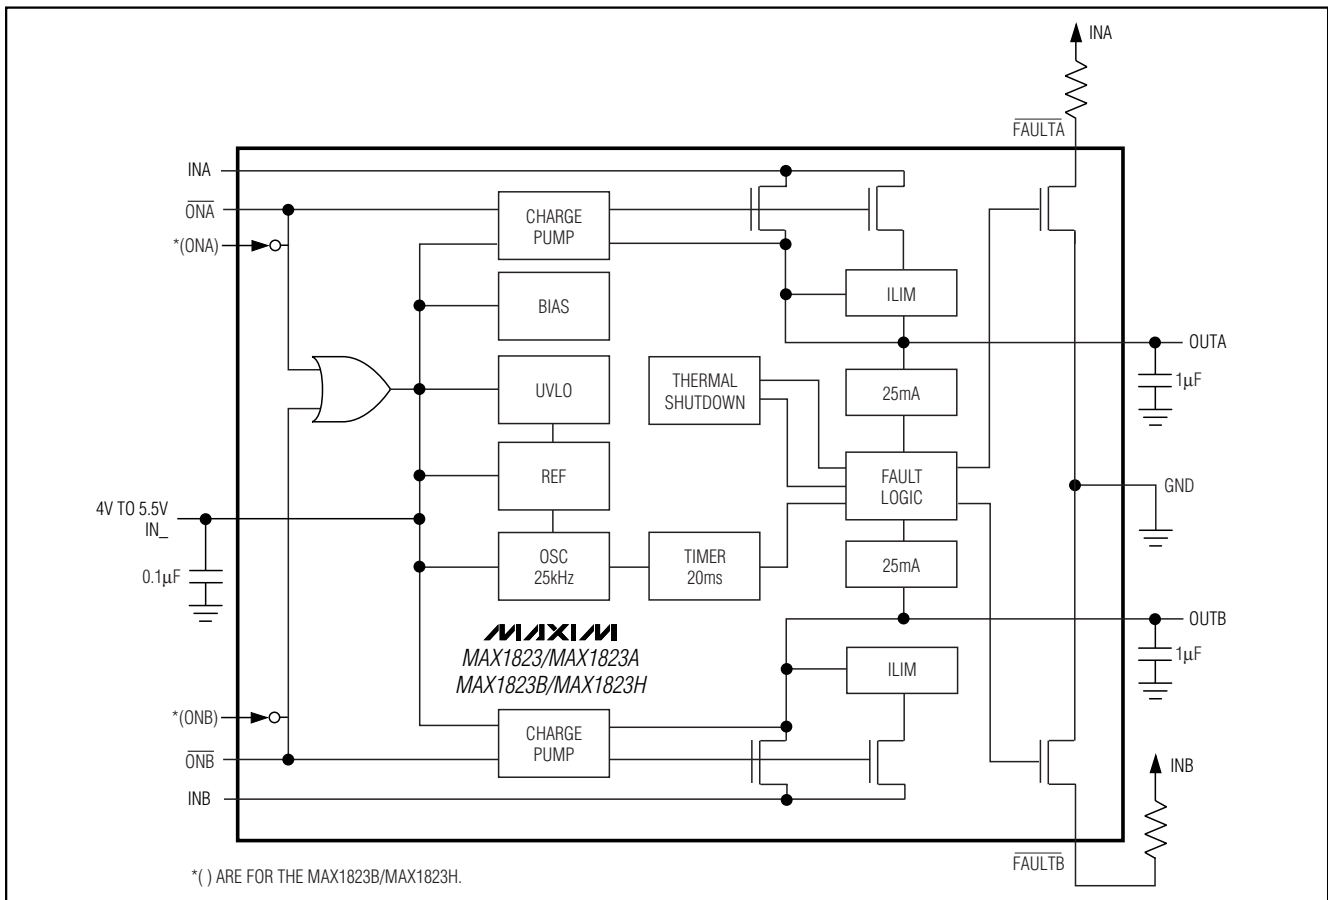 INA
FAULTA
INA
ONA
*(ONA)
CHARGE
PUMP
BIAS
ILIM
OUTA
1µF
UVLO
THERMAL
SHUTDOWN
25mA
REF
FAULT
LOGIC
GND
4V TO 5.5V
IN_
0.1µF
OSC
25kHz
TIMER
20ms
25mA
OUTB
1µF
MAXIM
MAX1823/MAX1823A
MAX1823B/MAX1823H
ILIM
*(ONB)
CHARGE
PUMP
ONB
INB
INB
FAULTB
*( ) ARE FOR THE MAX1823B/MAX1823H.